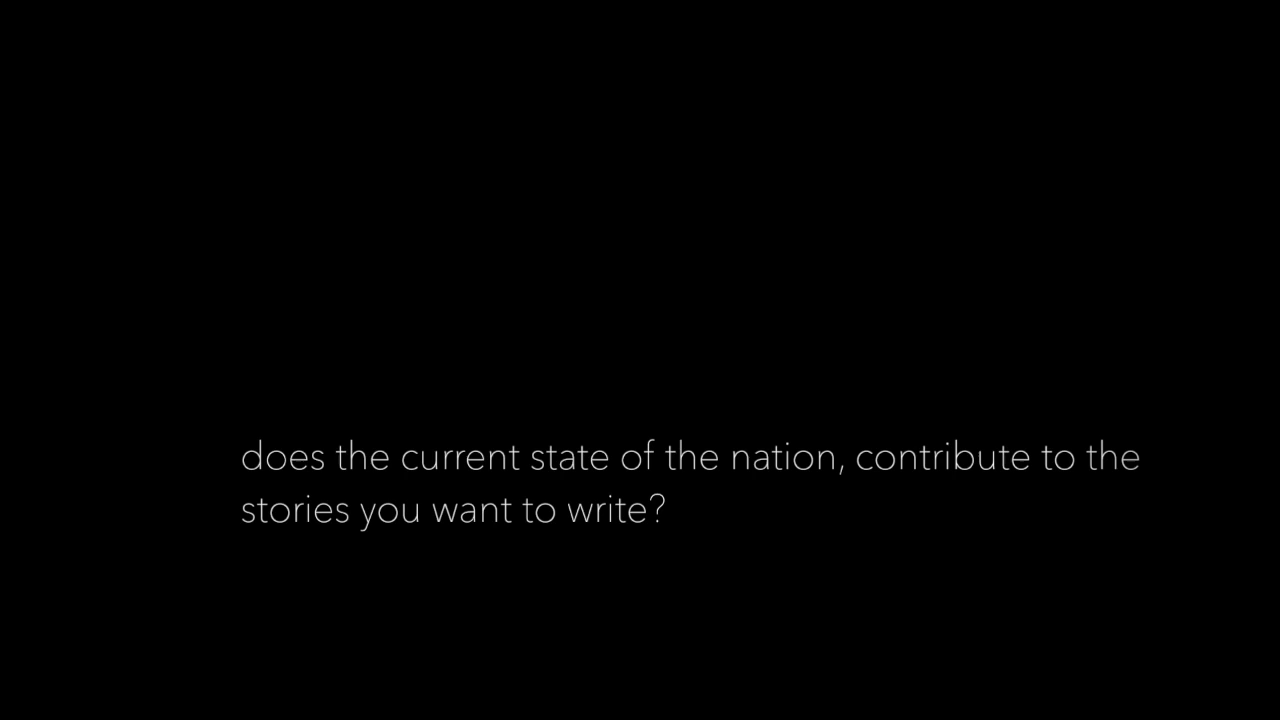 does the current state of the nation, contribute to the
stories you want to write?